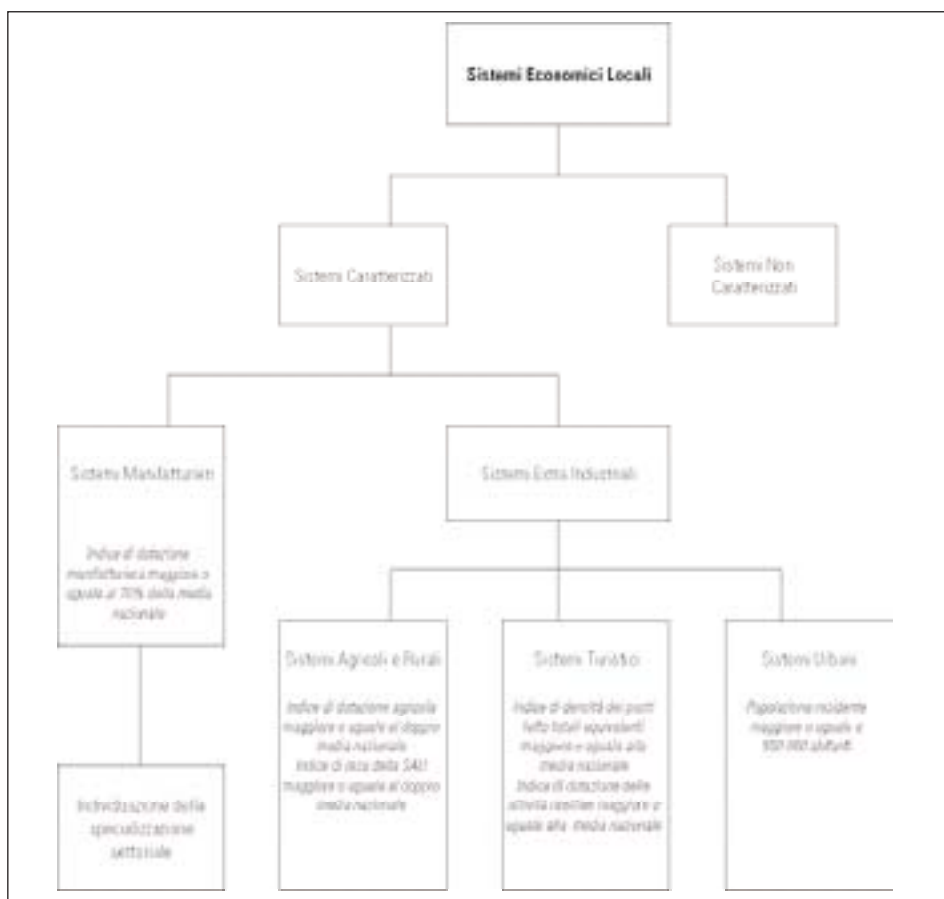 Sistemi Economici Locali
Sistemi Caratterizzati
Sistemi Non
Caratterizzati
Sistemi Manifatturieri
Indice di dotazione
manifatturiera maggiore o
uguale al 70% della media
nazionale
Sistemi Extra Industriali
Sistemi Agricoli e Rurali
Indice di dotazione agricola
maggiore o uguale al doppio
media nazionale
Indice di resa della SAU
maggiore o uguale al doppio
media nazionale
Sistemi Turistici
Indice di densità dei posti
letto totali equivalenti
maggiore o uguale alla
media nazionale
Indice di dotazione delle
attività maggiore o
uguale alla media nazionale
Sistemi Urbani
Popolazione residente
maggiore o uguale a
abitanti
Individuazione della
specializzazione
settoriale